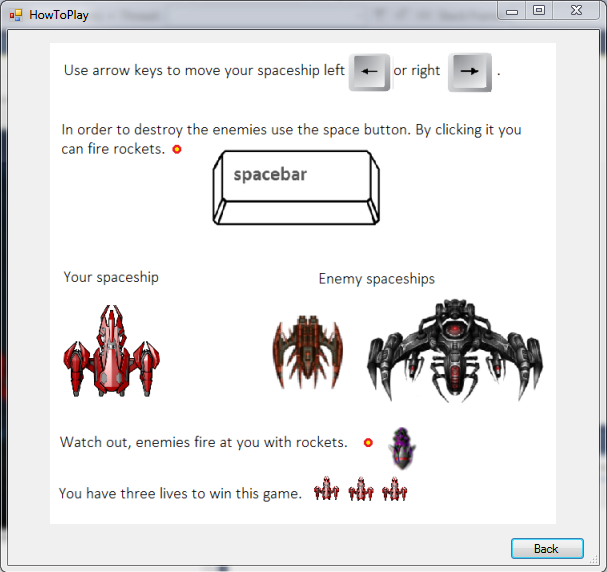 HowToPlay
Use arrow keys to move your spaceship left or right .
In order to destroy the enemies use the space button. By clicking it you
can fire rockets.
spacebar
Your spaceship
Enemy spaceships
Watch out, enemies fire at you with rockets.
You have three lives to win this game.
Back